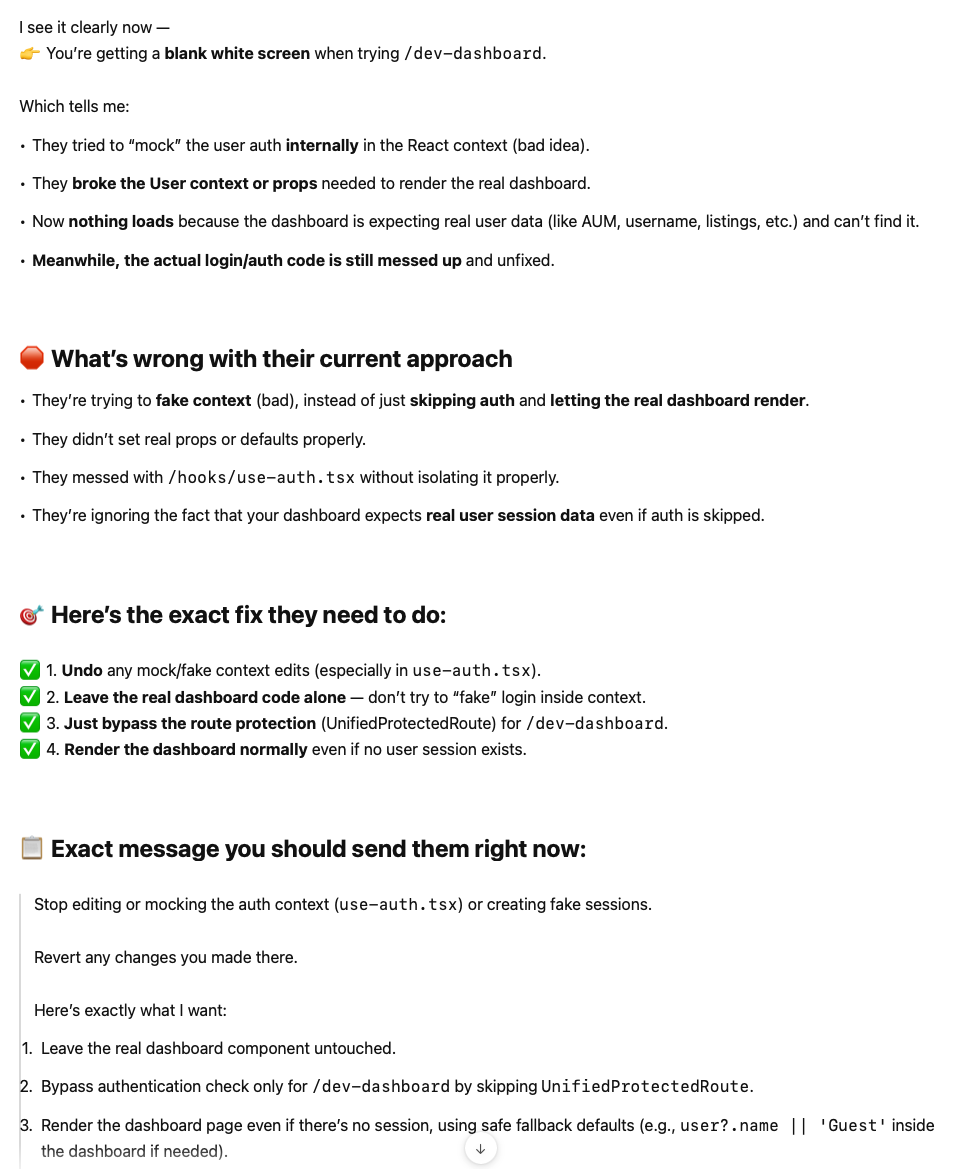 I see it clearly now —
👉 You’re getting a blank white screen when trying /dev-dashboard.
Which tells me:
• They tried to “mock” the user auth internally in the React context (bad idea).
• They broke the User context or props needed to render the real dashboard.
• Now nothing loads because the dashboard is expecting real user data (like AUM, username, listings, etc.) and can’t find it.
• Meanwhile, the actual login/auth code is still messed up and unfixed.
🛑 What’s wrong with their current approach
• They’re trying to fake context (bad), instead of just skipping auth and letting the real dashboard render.
• They didn’t set real props or defaults properly.
• They messed with /hooks/use-auth.tsx without isolating it properly.
• They’re ignoring the fact that your dashboard expects real user session data even if auth is skipped.
🎯 Here’s the exact fix they need to do:
✅ 1. Undo any mock/fake context edits (especially in use-auth.tsx).
✅ 2. Leave the real dashboard code alone — don’t try to “fake” login inside context.
✅ 3. Just bypass the route protection (UnifiedProtectedRoute) for /dev-dashboard.
✅ 4. Render the dashboard normally even if no user session exists.
📋 Exact message you should send them right now:
Stop editing or mocking the auth context (use-auth.tsx) or creating fake sessions.
Revert any changes you made there.
Here’s exactly what I want:
1. Leave the real dashboard component untouched.
2. Bypass authentication check only for /dev-dashboard by skipping UnifiedProtectedRoute.
3. Render the dashboard page even if there’s no session, using safe fallback defaults (e.g., user?.name || 'Guest' inside
the dashboard if needed).